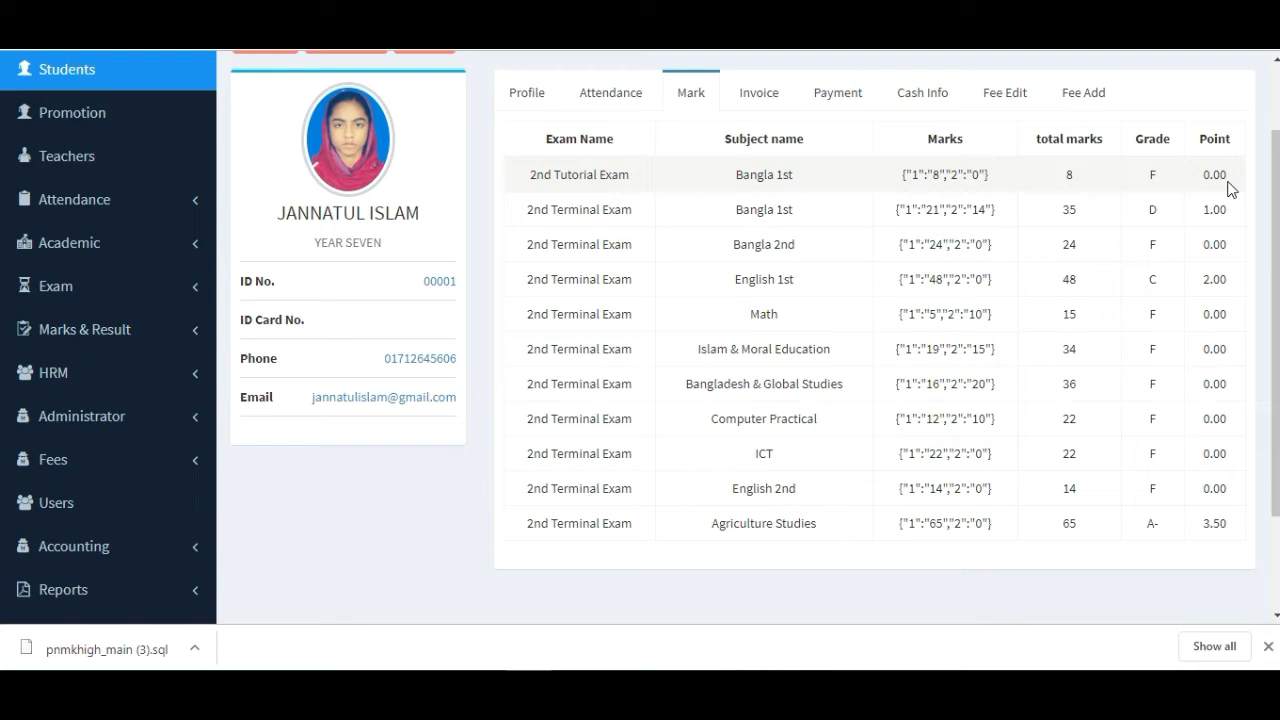 Students
Promotion
Teachers
Attendance
Academic
Exam
Marks & Result
HRM
Administrator
Fees
Users
Accounting
Reports
JANNATUL ISLAM
YEAR SEVEN
ID No. 00001
ID Card No.
Phone 01712645606
Email jannatulislam@gmail.com
Profile Attendance Mark Invoice Payment Cash Info Fee Edit Fee Add
Exam Name Subject name Marks total marks Grade Point
2nd Tutorial Exam Bangla 1st {"1":"8","2":"0"} 8 F 0.00
2nd Terminal Exam Bangla 1st {"1":"21","2":"14"} 35 D 1.00
2nd Terminal Exam Bangla 2nd {"1":"24","2":"0"} 24 F 0.00
2nd Terminal Exam English 1st {"1":"48","2":"0"} 48 C 2.00
2nd Terminal Exam Math {"1":"5","2":"10"} 15 F 0.00
2nd Terminal Exam Islam & Moral Education {"1":"19","2":"15"} 34 F 0.00
2nd Terminal Exam Bangladesh & Global Studies {"1":"16","2":"20"} 36 F 0.00
2nd Terminal Exam Computer Practical {"1":"12","2":"10"} 22 F 0.00
2nd Terminal Exam ICT {"1":"22","2":"0"} 22 F 0.00
2nd Terminal Exam English 2nd {"1":"14","2":"0"} 14 F 0.00
2nd Terminal Exam Agriculture Studies {"1":"65","2":"0"} 65 A- 3.50
pnmkhigh_main (3).sql
Show all